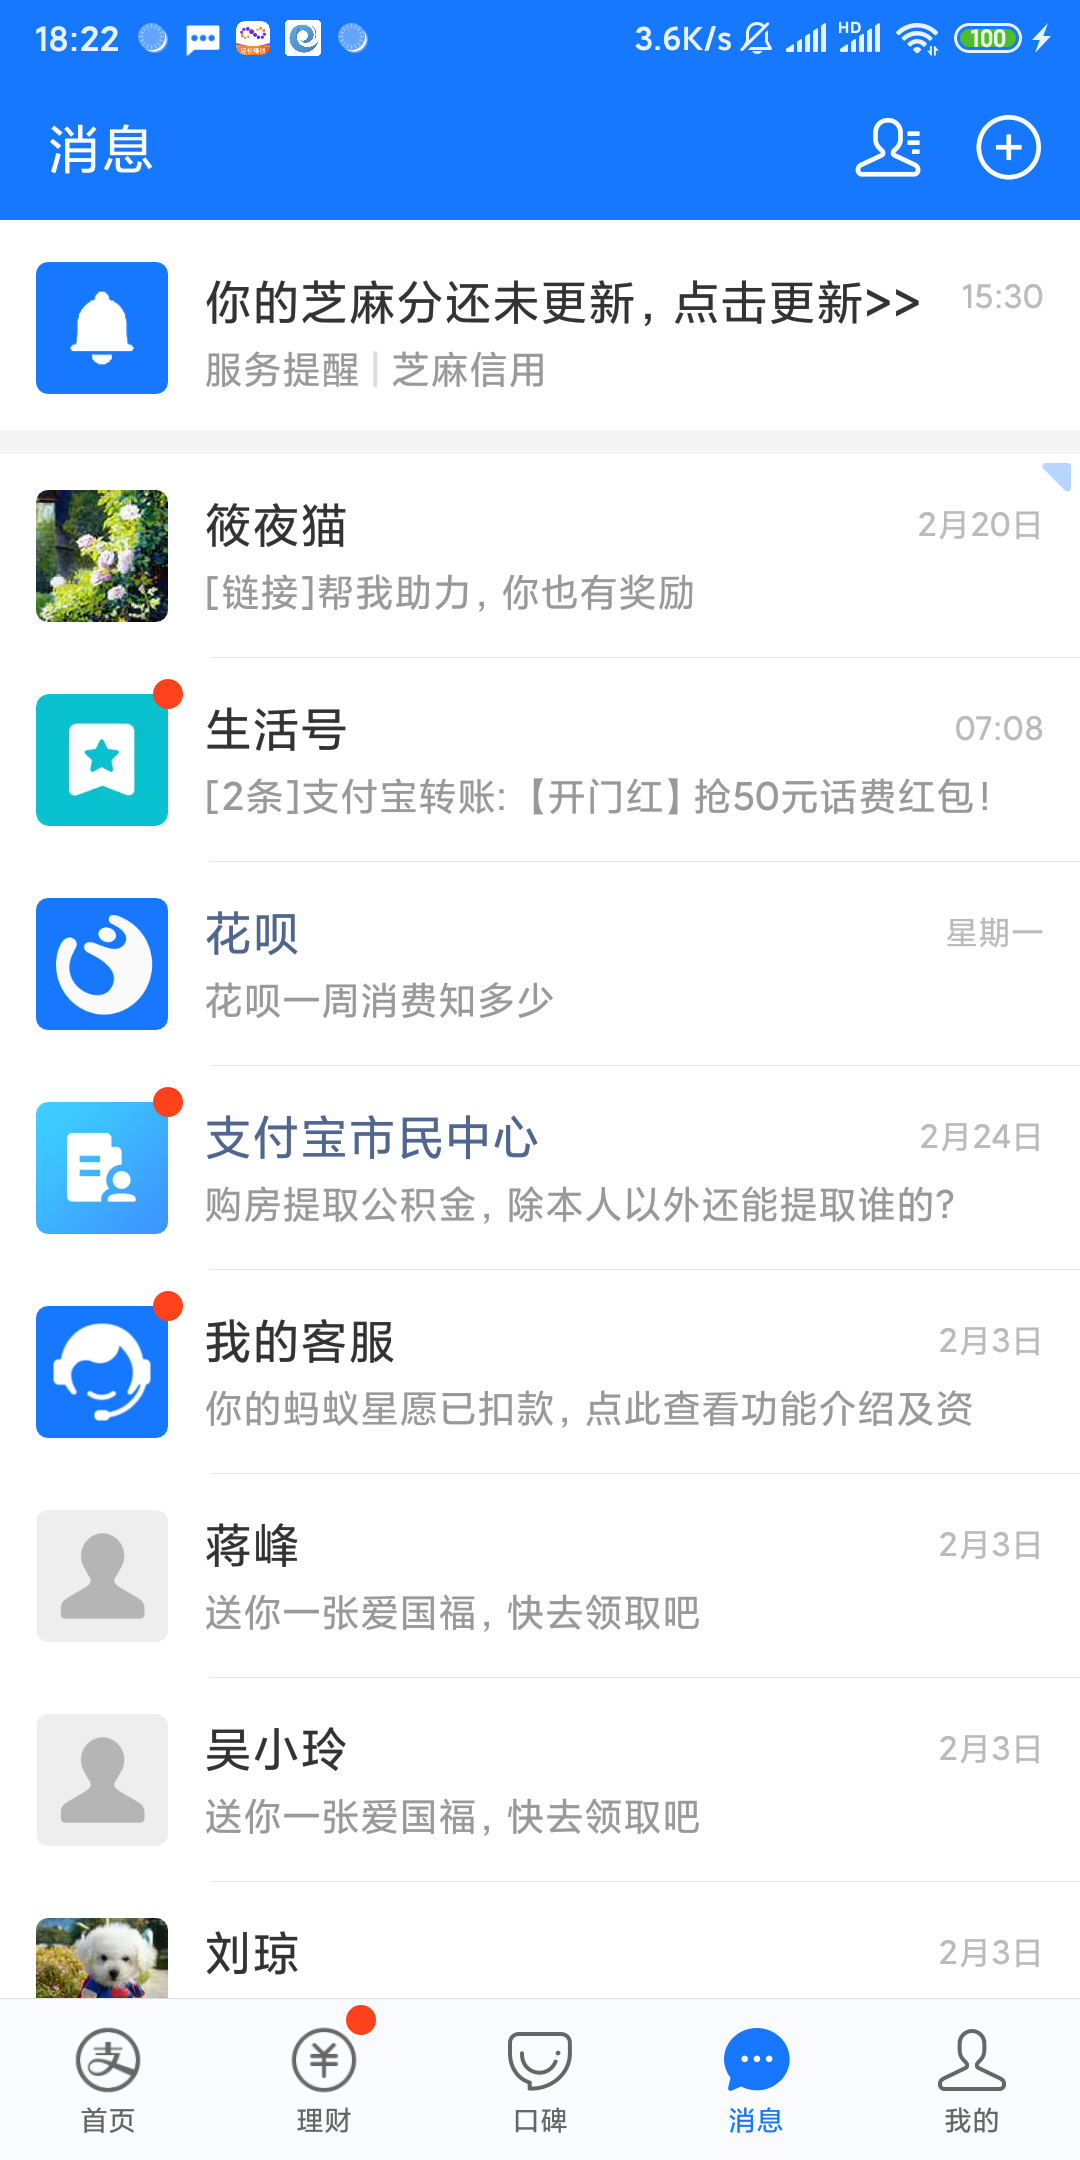 18:22
3.6K/s
HD
100
消息
你的芝麻分还未更新，点击更新>>
15:30
服务提醒 | 芝麻信用
筱夜猫
2月20日
[链接]帮我助力，你也有奖励
生活号
07:08
[2条]支付宝转账:【开门红】抢50元话费红包！
花呗
星期一
花呗一周消费知多少
支付宝市民中心
2月24日
购房提取公积金，除本人以外还能提取谁的？
我的客服
2月3日
你的蚂蚁星愿已扣款，点此查看功能介绍及资
蒋峰
2月3日
送你一张爱国福，快去领取吧
吴小玲
2月3日
送你一张爱国福，快去领取吧
刘琼
2月3日
支
首页
理财
口碑
消息
我的